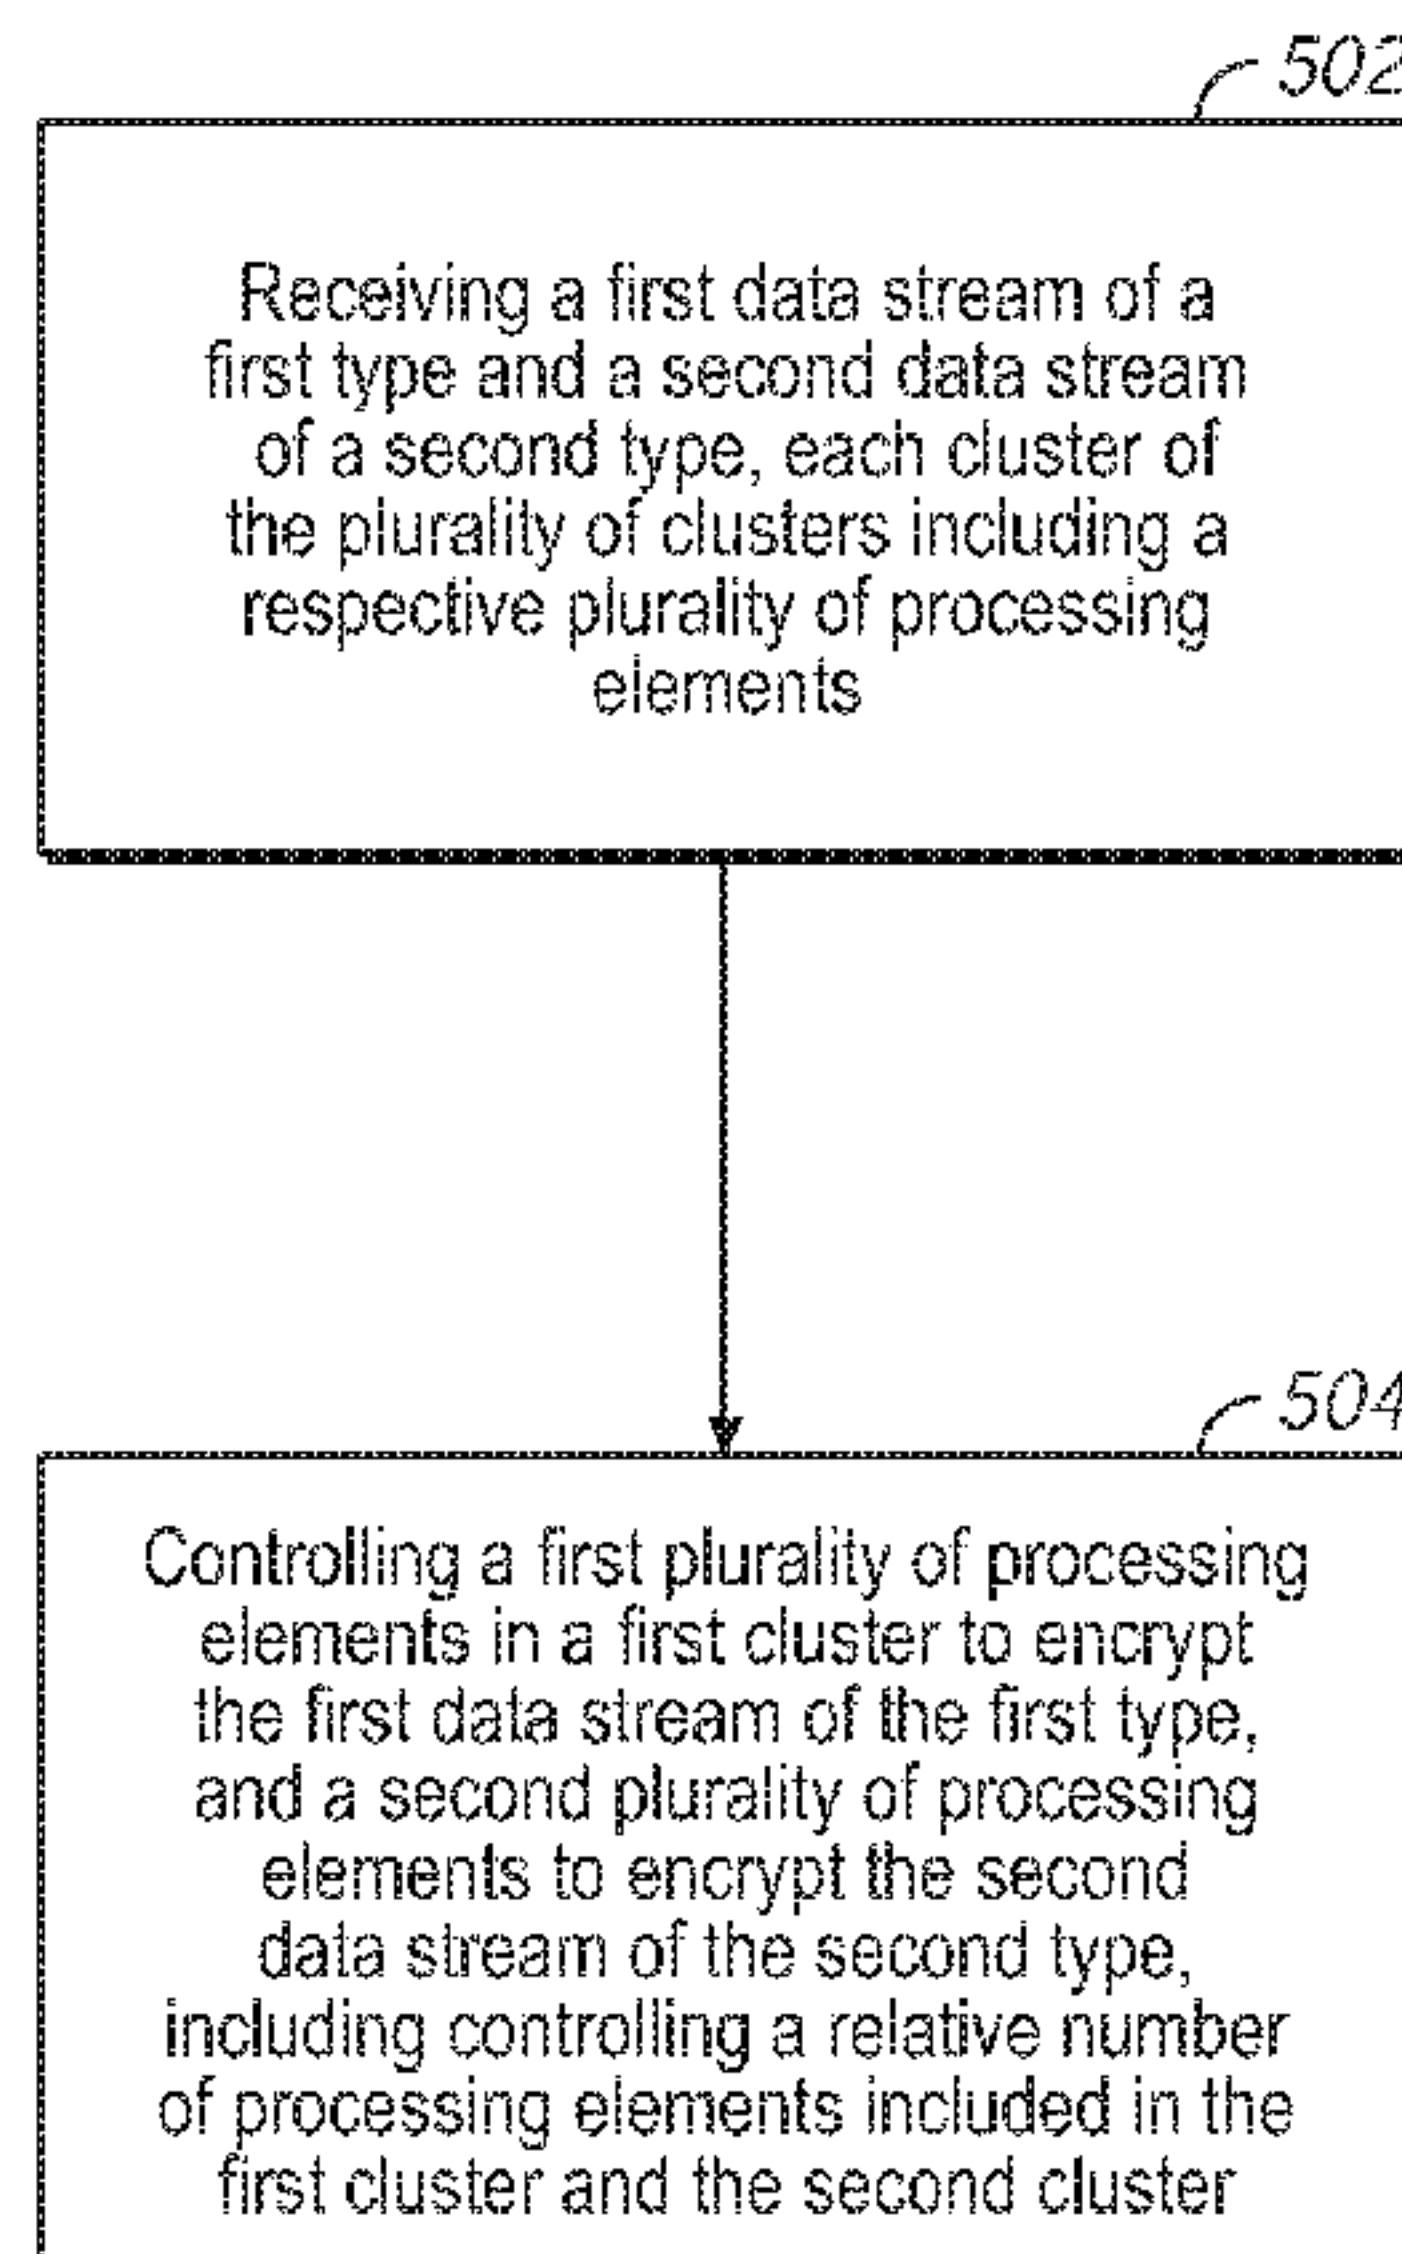 502
Receiving a first data stream of a
first type and a second data stream
of a second type, each cluster of
the plurality of clusters including a
respective plurality of processing
elements
504
Controlling a first plurality of processing
elements in a first cluster to encrypt
the first data stream of the first type,
and a second plurality of processing
elements to encrypt the second
data stream of the second type,
including controlling a relative number
of processing elements included in the
first cluster and the second cluster